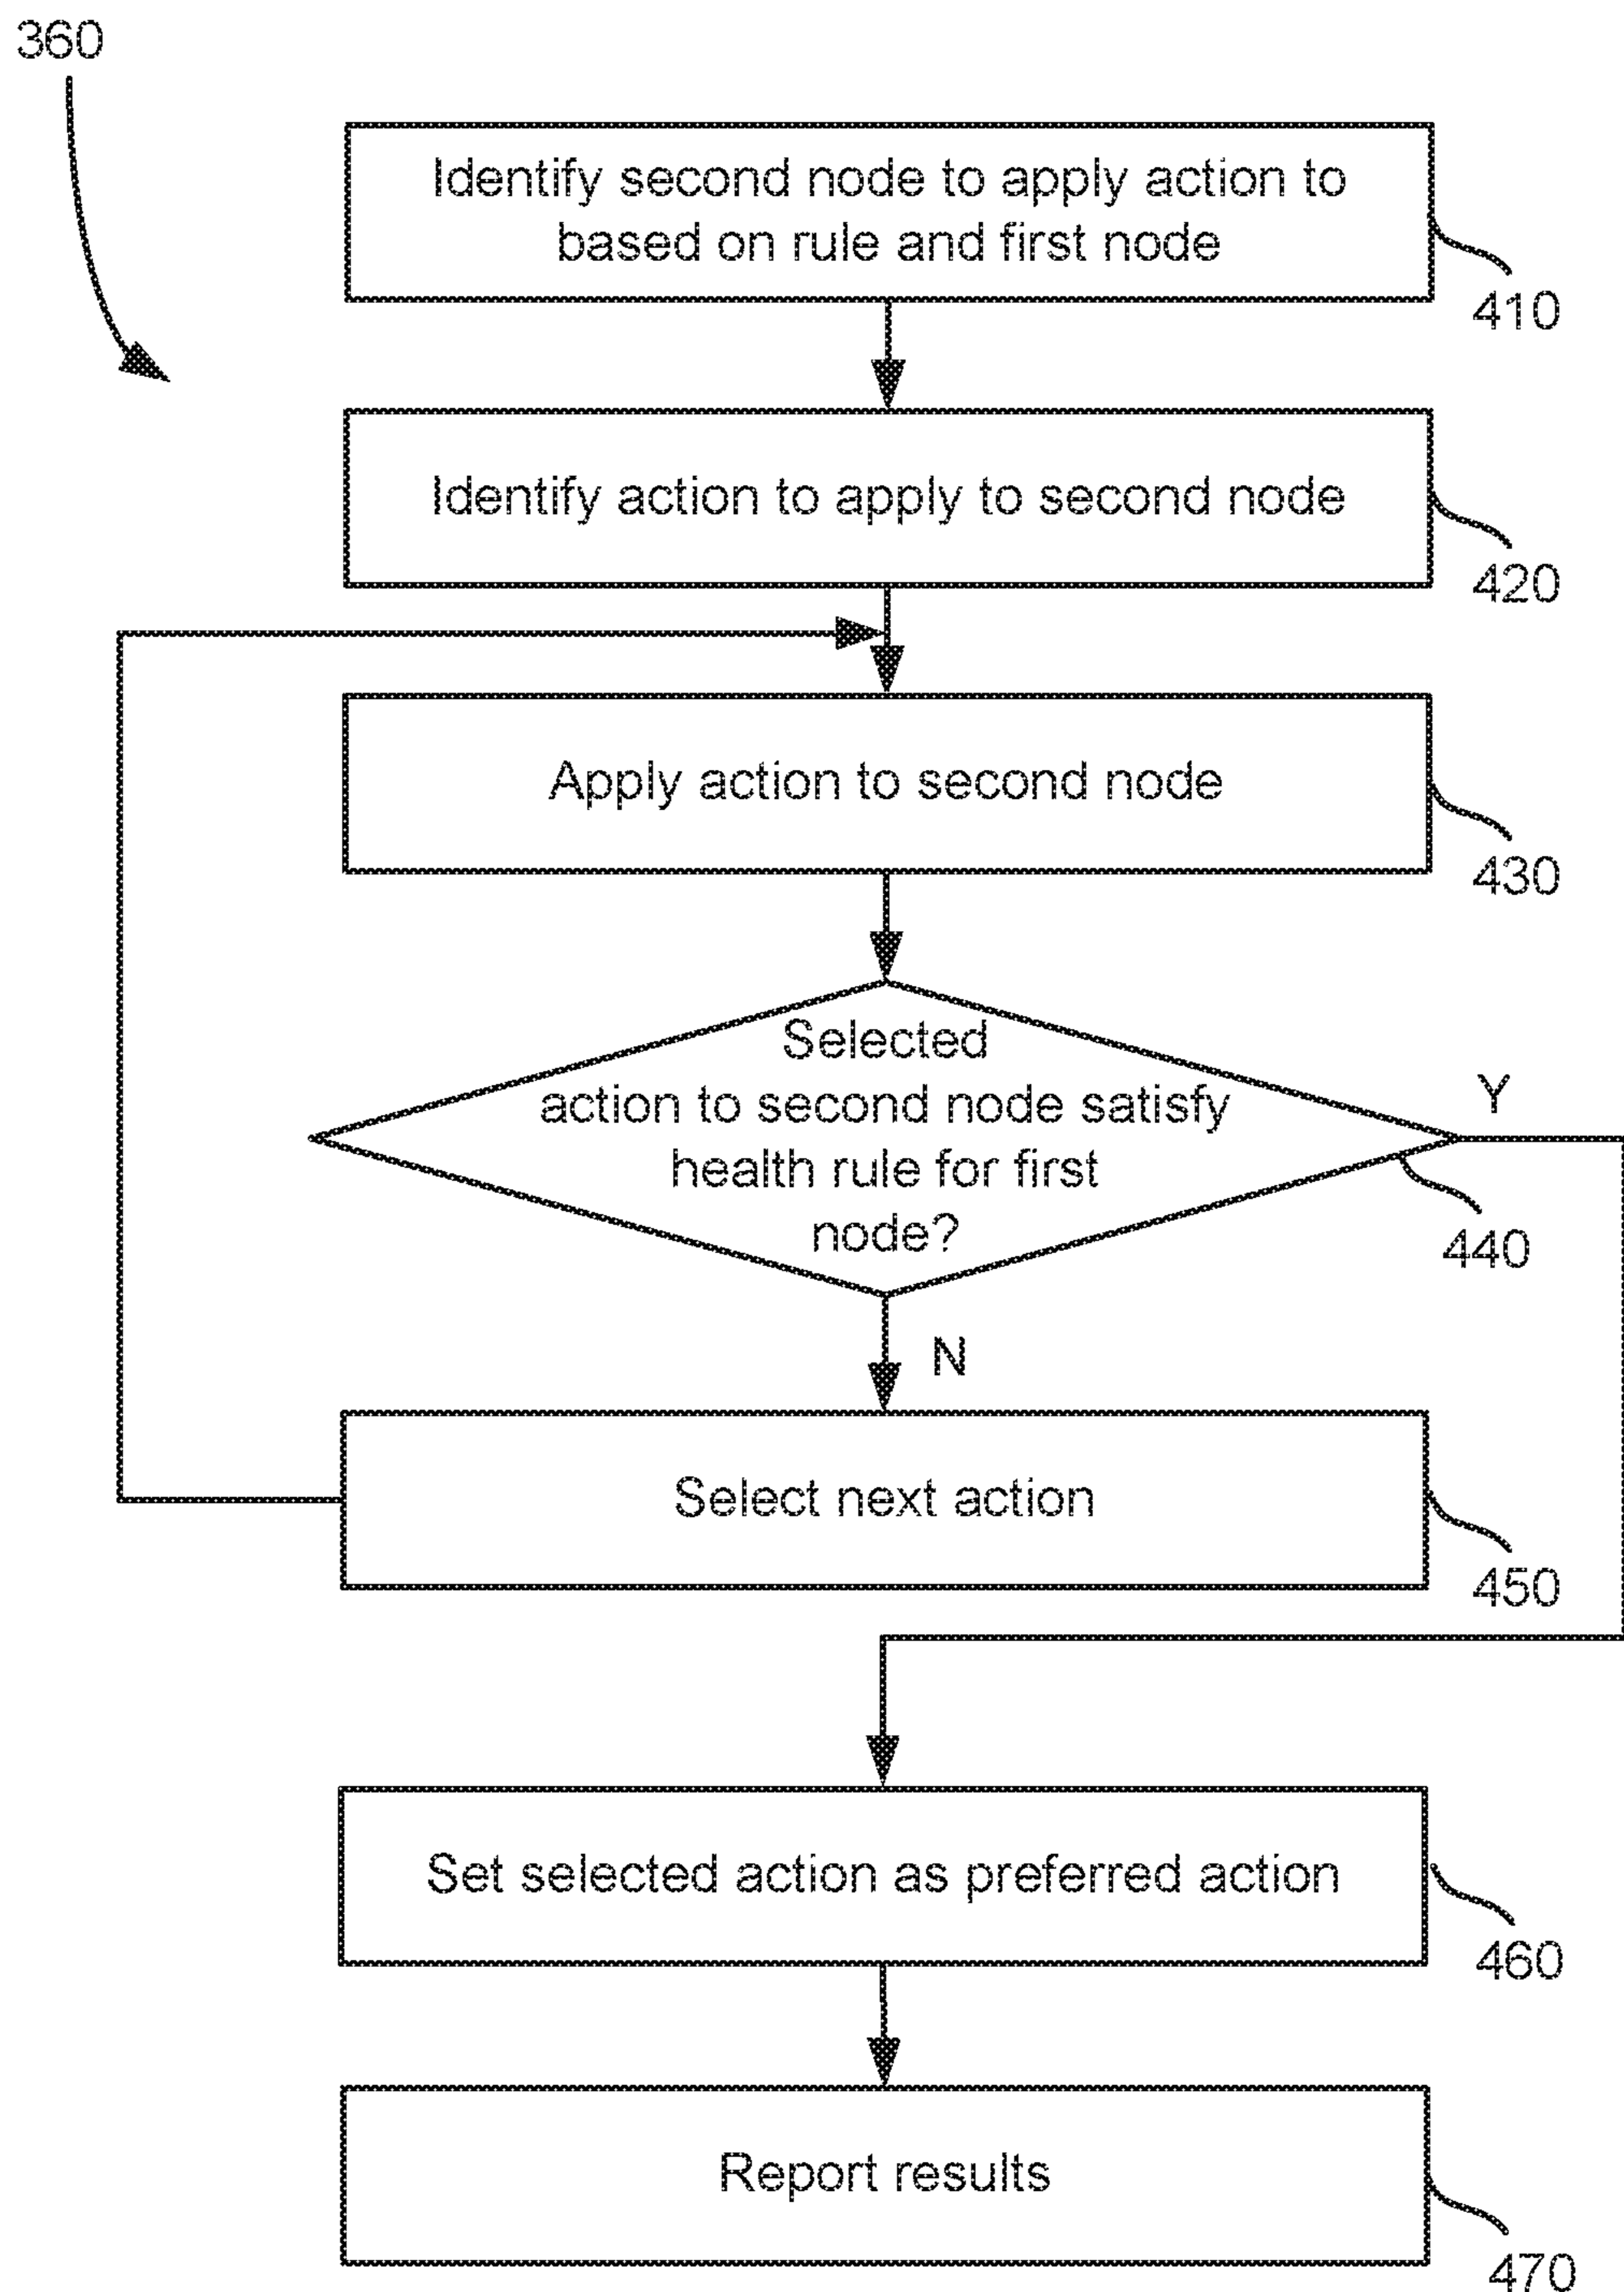 360
Identify second node to apply action to
based on rule and first node
410
Identify action to apply to second node
420
Apply action to second node
430
Selected
action to second node satisfy
health rule for first
node?
Y
440
N
Select next action
450
Set selected action as preferred action
460
Report results
470